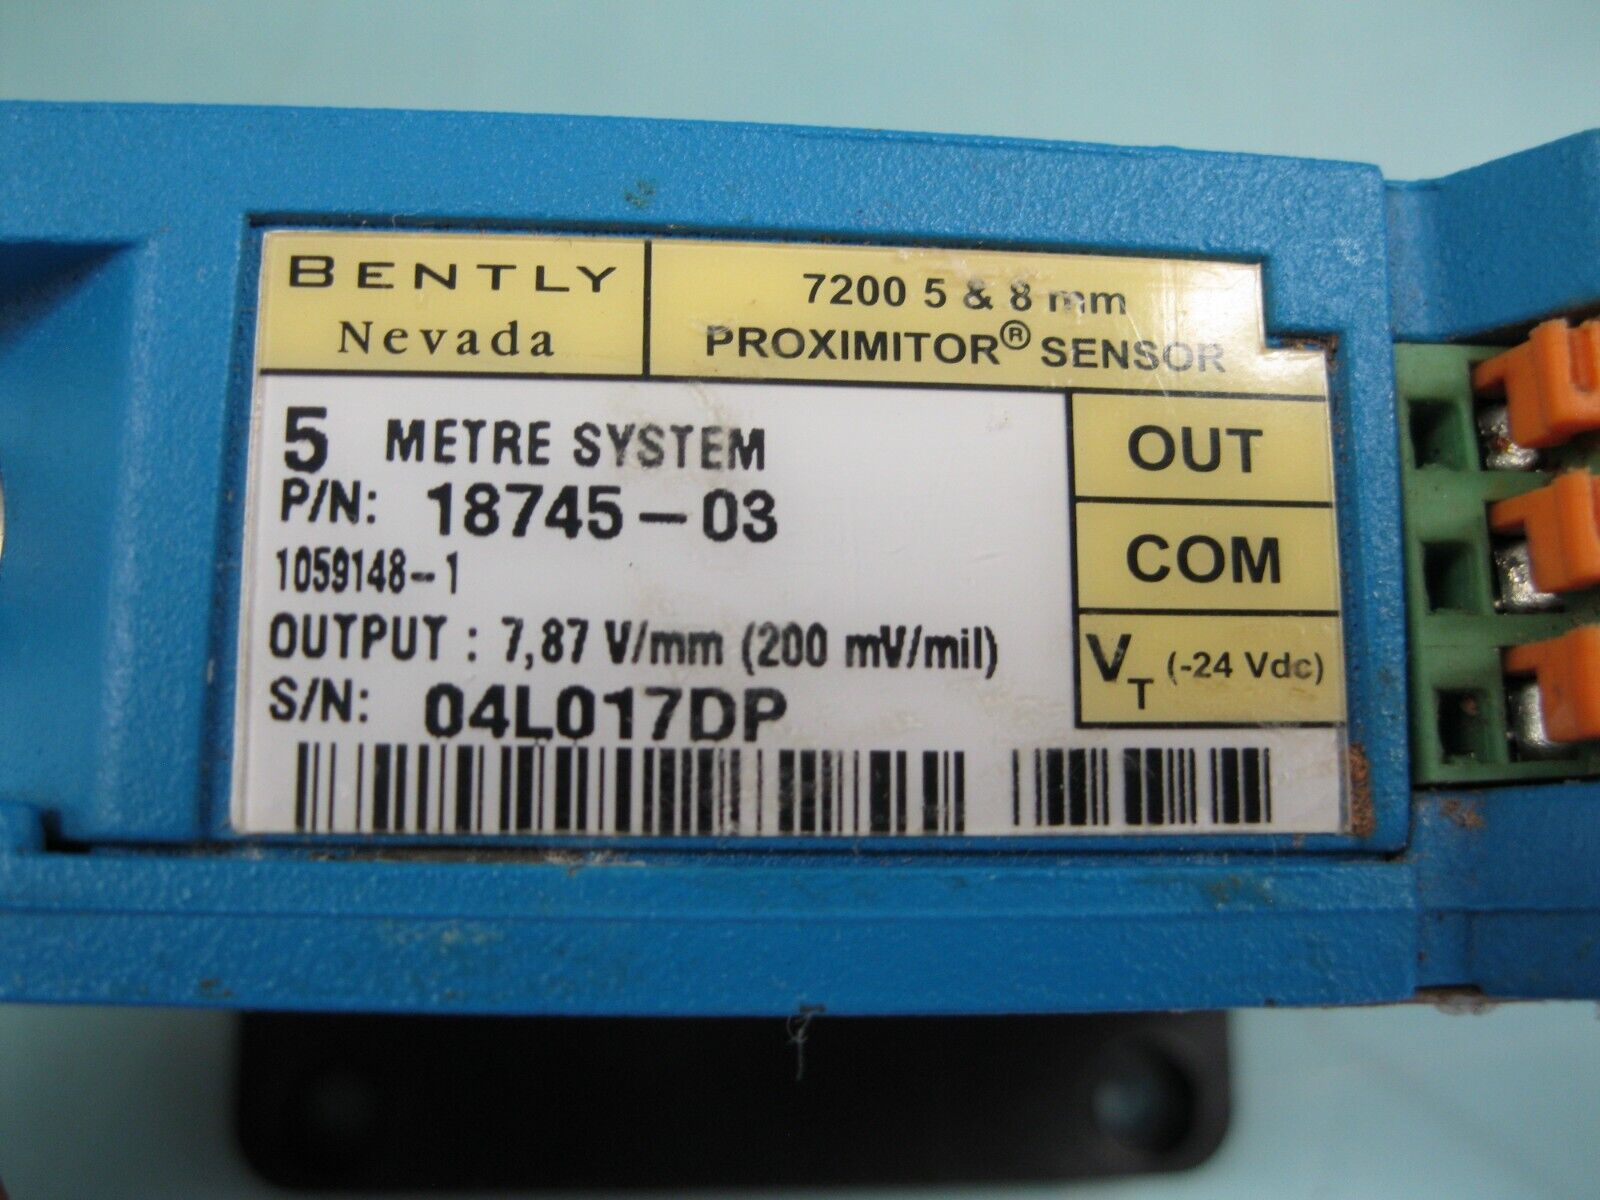 BENTLY
Nevada
7200 5 & 8 mm
PROXIMITOR® SENSOR
5 METRE SYSTEM
P/N: 18745-03
1059148-1
OUTPUT : 7,87 V/mm (200 mV/mil)
S/N: 04L017DP
OUT
COM
VT (-24 Vdc)